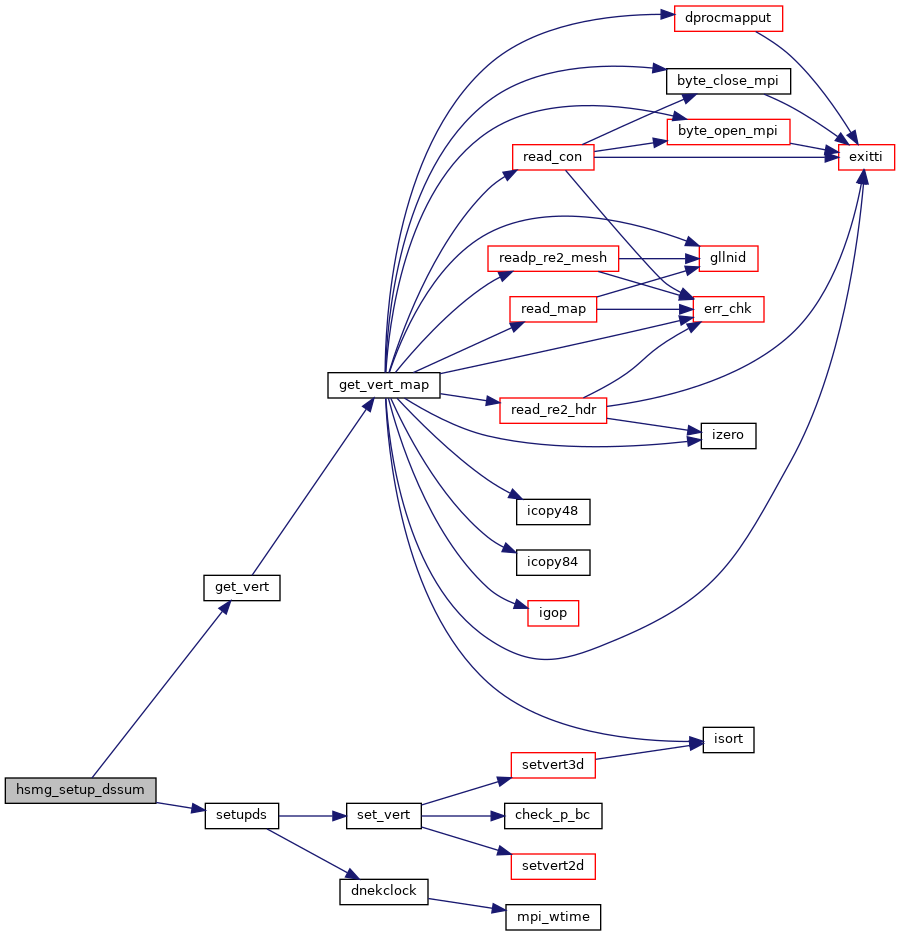 dprocmapput
byte_close_mpi
byte_open_mpi
read_con
exitti
readp_re2_mesh
gllnid
read_map
err_chk
get_vert_map
read_re2_hdr
izero
icopy48
icopy84
get_vert
igop
isort
setvert3d
hsmg_setup_dssum
setupds
set_vert
check_p_bc
setvert2d
dnekclock
mpi_wtime